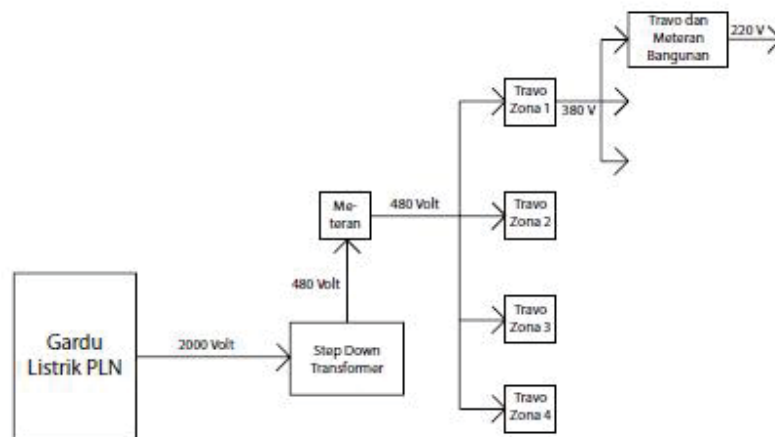 Travo dan
Meteran
Bangunan
220 V
Travo
Zona 1
380 V
Me-
teran
480 Volt
Travo
Zona 2
480 Volt
Gardu
Listrik PLN
2000 Volt
Step Down
Transformer
Travo
Zona 3
Travo
Zona 4